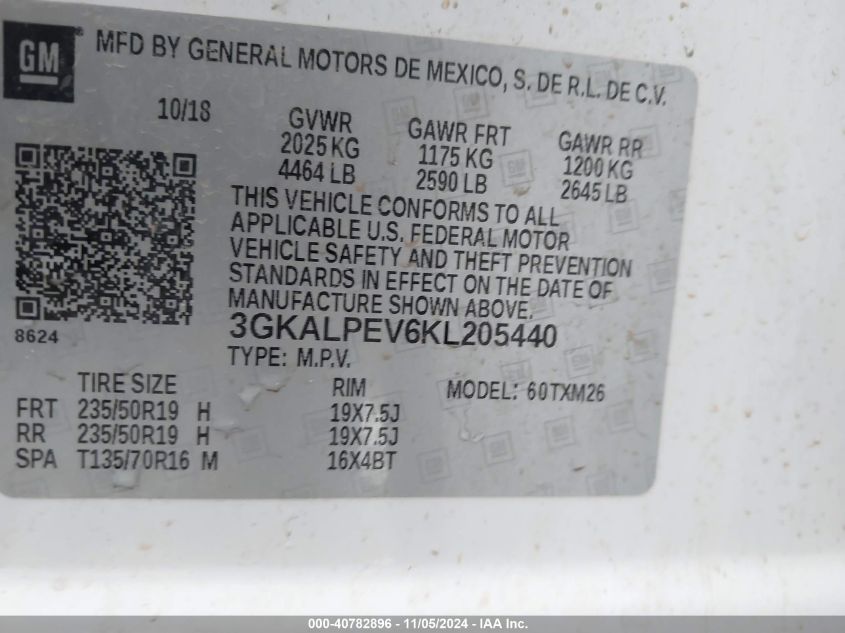 GM
MFD BY GENERAL MOTORS DE MEXICO, S. DE R.L. DE C.V.
10/18
GVWR GAWR FRT GAWR RR
2025 KG 1175 KG 1200 KG
4464 LB 2590 LB 2645 LB
THIS VEHICLE CONFORMS TO ALL
APPLICABLE U.S. FEDERAL MOTOR
VEHICLE SAFETY AND THEFT PREVENTION
STANDARDS IN EFFECT ON THE DATE OF
MANUFACTURE SHOWN ABOVE.
8624
3GKALPEV6KL205440
TYPE: M.P.V.
TIRE SIZE RIM MODEL: 60TXM26
FRT 235/50R19 H 19X7.5J
RR 235/50R19 H 19X7.5J
SPA T135/70R16 M 16X4BT
000-40782896 - 11/05/2024 - IAA Inc.